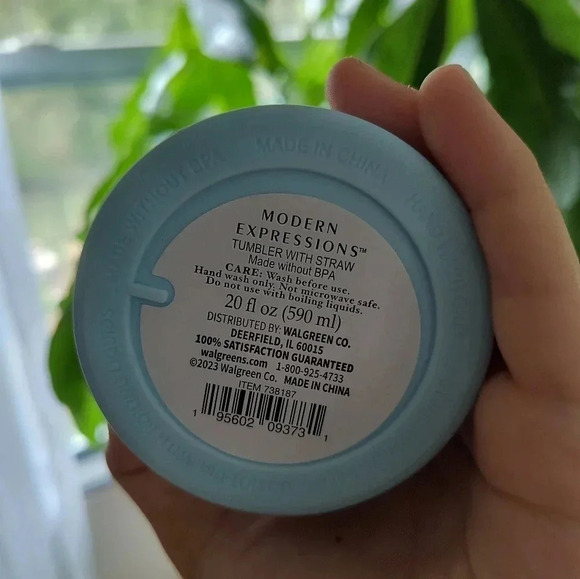 MADE IN CHINA
WITHOUT BPA
MODERN
EXPRESSIONS™
TUMBLER WITH STRAW
Made without BPA
CARE: Wash before use.
Hand wash only. Not microwave safe.
Do not use with boiling liquids.
20 fl oz (590 ml)
DISTRIBUTED BY: WALGREEN CO.
DEERFIELD, IL 60015
100% SATISFACTION GUARANTEED
walgreens.com 1-800-925-4733
©2023 Walgreen Co. MADE IN CHINA
ITEM 738187
1 95602 09373 1